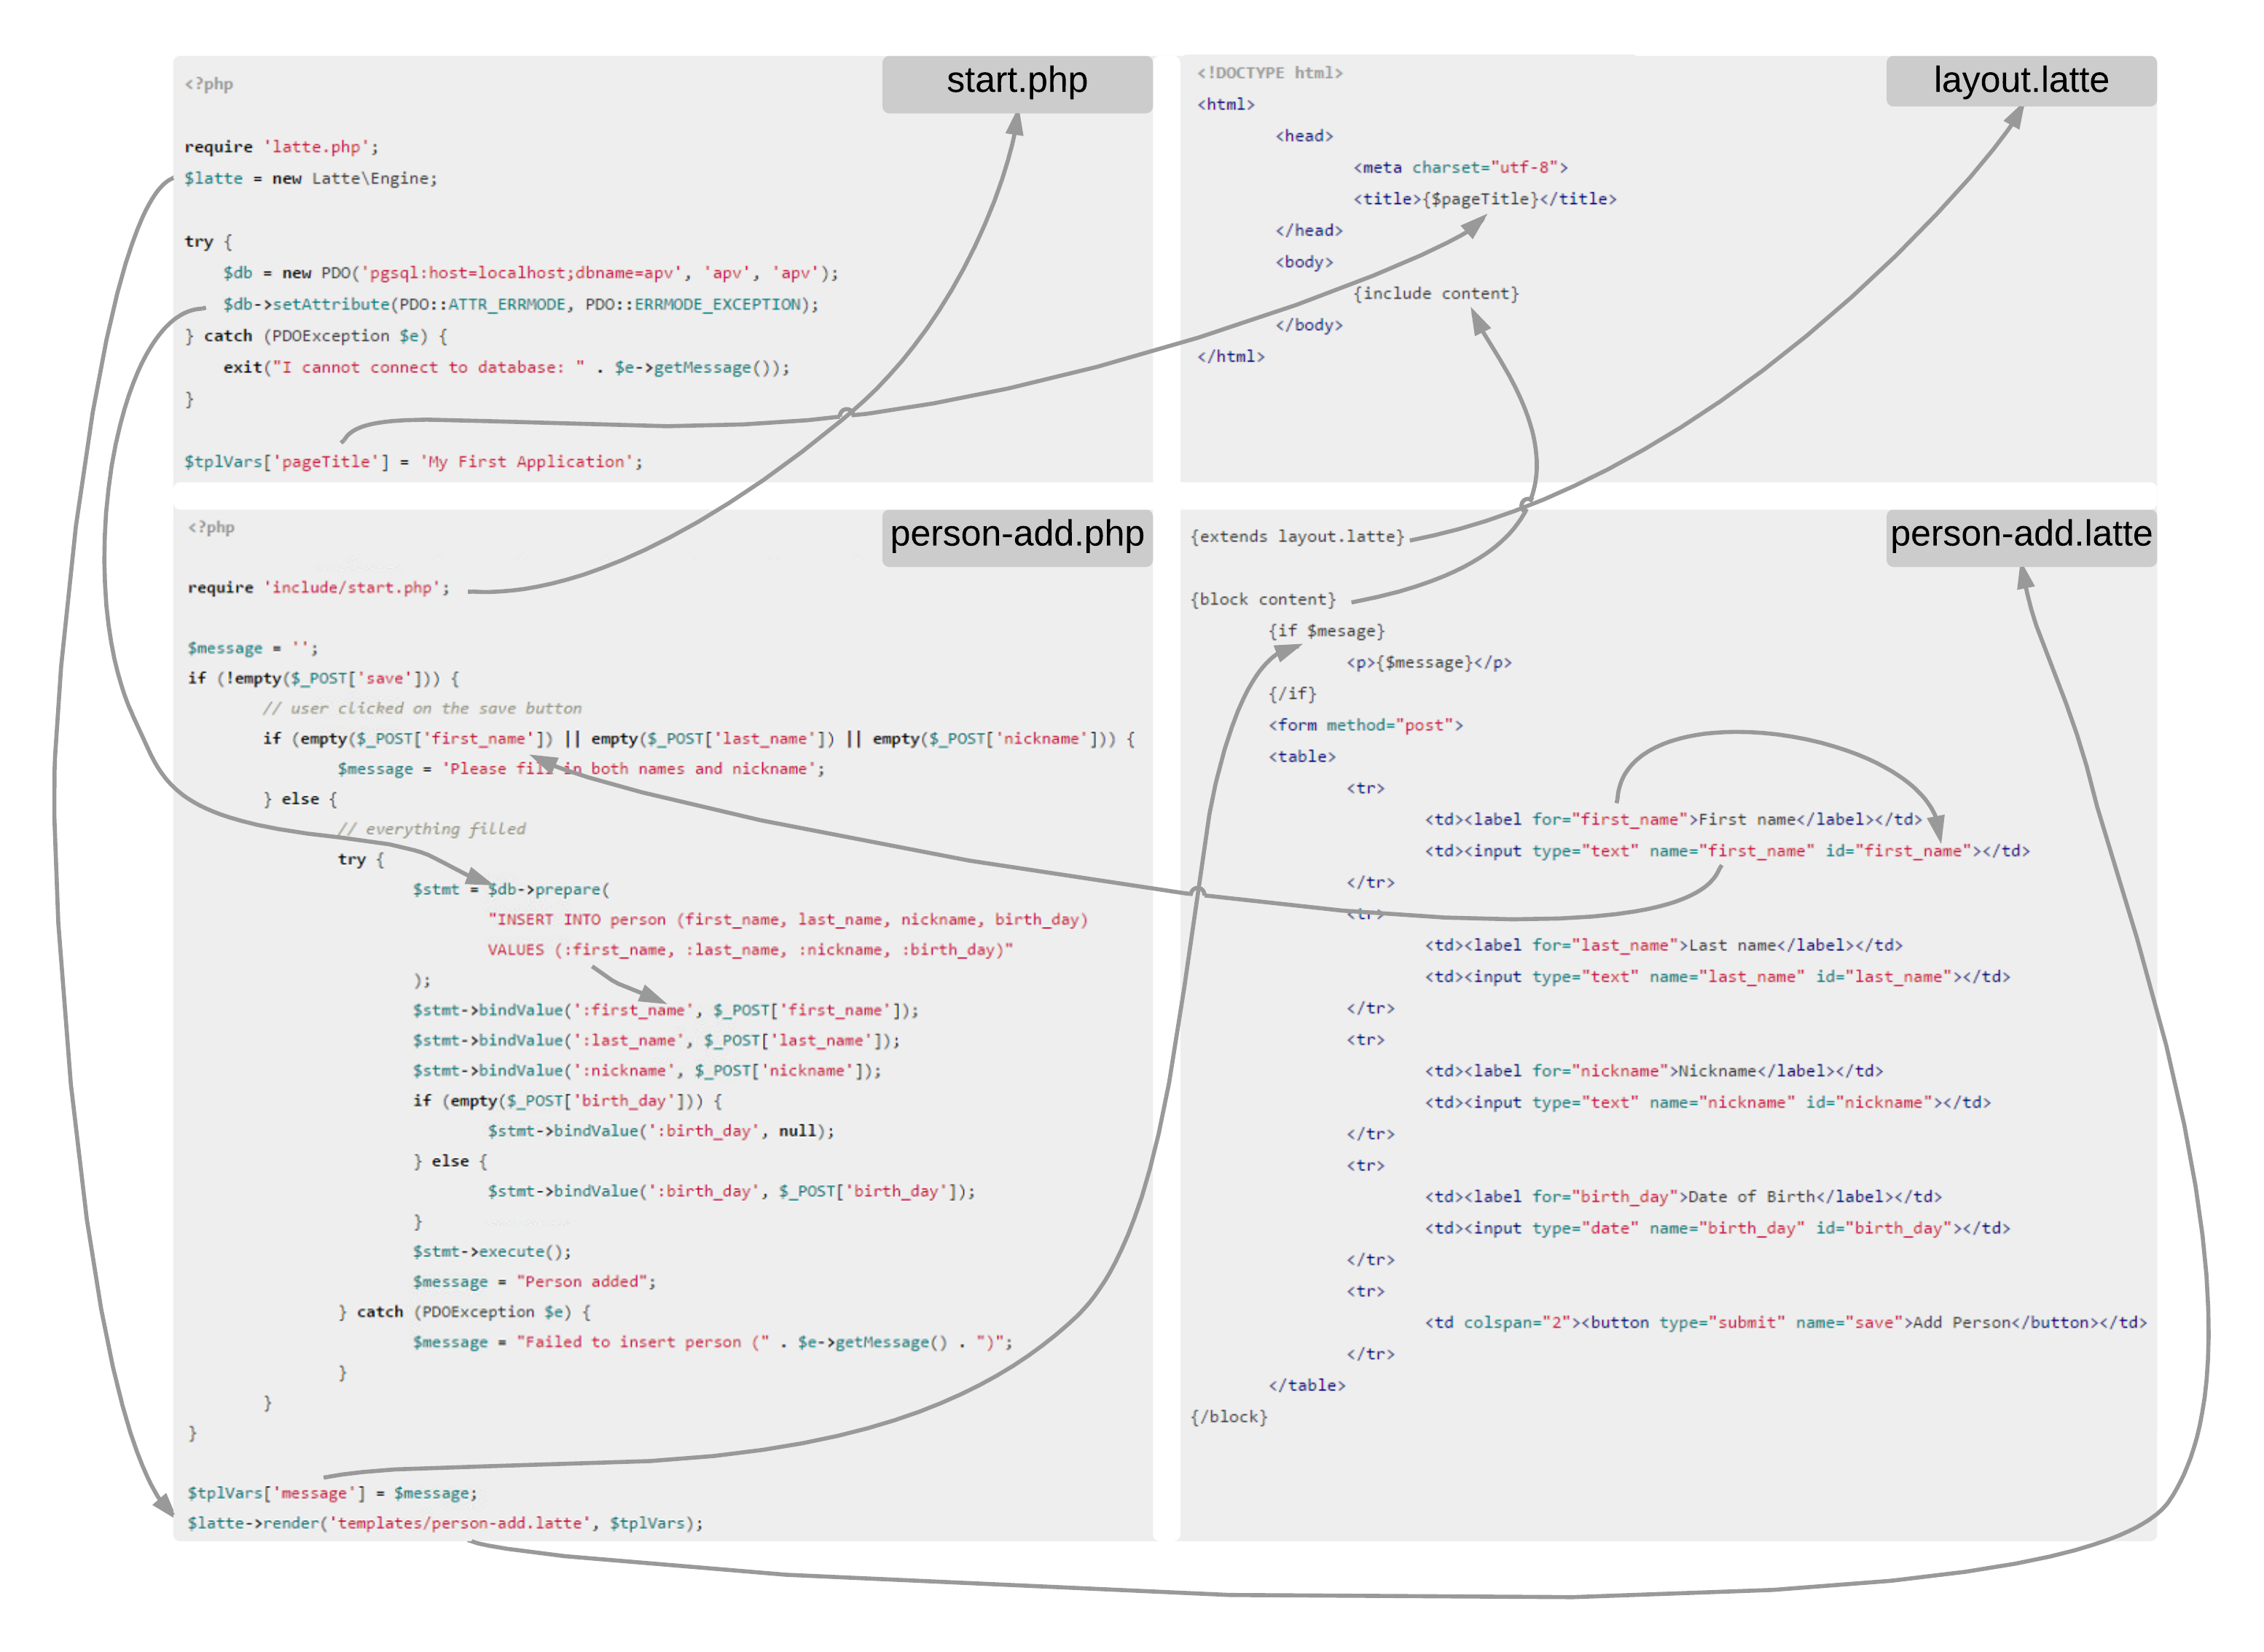 start.php
<?php
require 'latte.php';
$latte = new Latte\Engine;
try {
$db = new PDO('pgsql:host=localhost;dbname=apv', 'apv', 'apv');
$db->setAttribute(PDO::ATTR_ERRMODE, PDO::ERRMODE_EXCEPTION);
} catch (PDOException $e) {
exit("I cannot connect to database: " . $e->getMessage());
}
$tplVars['pageTitle'] = 'My First Application';
layout.latte
<!DOCTYPE html>
<html>
<head>
<meta charset="utf-8">
<title>{$pageTitle}</title>
</head>
<body>
{include content}
</body>
</html>
person-add.php
<?php
require 'include/start.php';
$message = '';
if (!empty($_POST['save'])) {
// user clicked on the save button
if (empty($_POST['first_name']) || empty($_POST['last_name']) || empty($_POST['nickname'])) {
$message = 'Please fill in both names and nickname';
} else {
// everything filled
try {
$stmt = $db->prepare(
"INSERT INTO person (first_name, last_name, nickname, birth_day)
VALUES (:first_name, :last_name, :nickname, :birth_day)"
);
$stmt->bindValue(':first_name', $_POST['first_name']);
$stmt->bindValue(':last_name', $_POST['last_name']);
$stmt->bindValue(':nickname', $_POST['nickname']);
if (empty($_POST['birth_day'])) {
$stmt->bindValue(':birth_day', null);
} else {
$stmt->bindValue(':birth_day', $_POST['birth_day']);
}
$stmt->execute();
$message = "Person added";
} catch (PDOException $e) {
$message = "Failed to insert person (" . $e->getMessage() . ")";
}
}
}
$tplVars['message'] = $message;
$latte->render('templates/person-add.latte', $tplVars);
person-add.latte
{extends layout.latte}
{block content}
{if $mesage}
<p>{$message}</p>
{/if}
<form method="post">
<table>
<tr>
<td><label for="first_name">First name</label></td>
<td><input type="text" name="first_name" id="first_name"></td>
</tr>
<tr>
<td><label for="last_name">Last name</label></td>
<td><input type="text" name="last_name" id="last_name"></td>
</tr>
<tr>
<td><label for="nickname">Nickname</label></td>
<td><input type="text" name="nickname" id="nickname"></td>
</tr>
<tr>
<td><label for="birth_day">Date of Birth</label></td>
<td><input type="date" name="birth_day" id="birth_day"></td>
</tr>
<tr>
<td colspan="2"><button type="submit" name="save">Add Person</button></td>
</tr>
</table>
{/block}